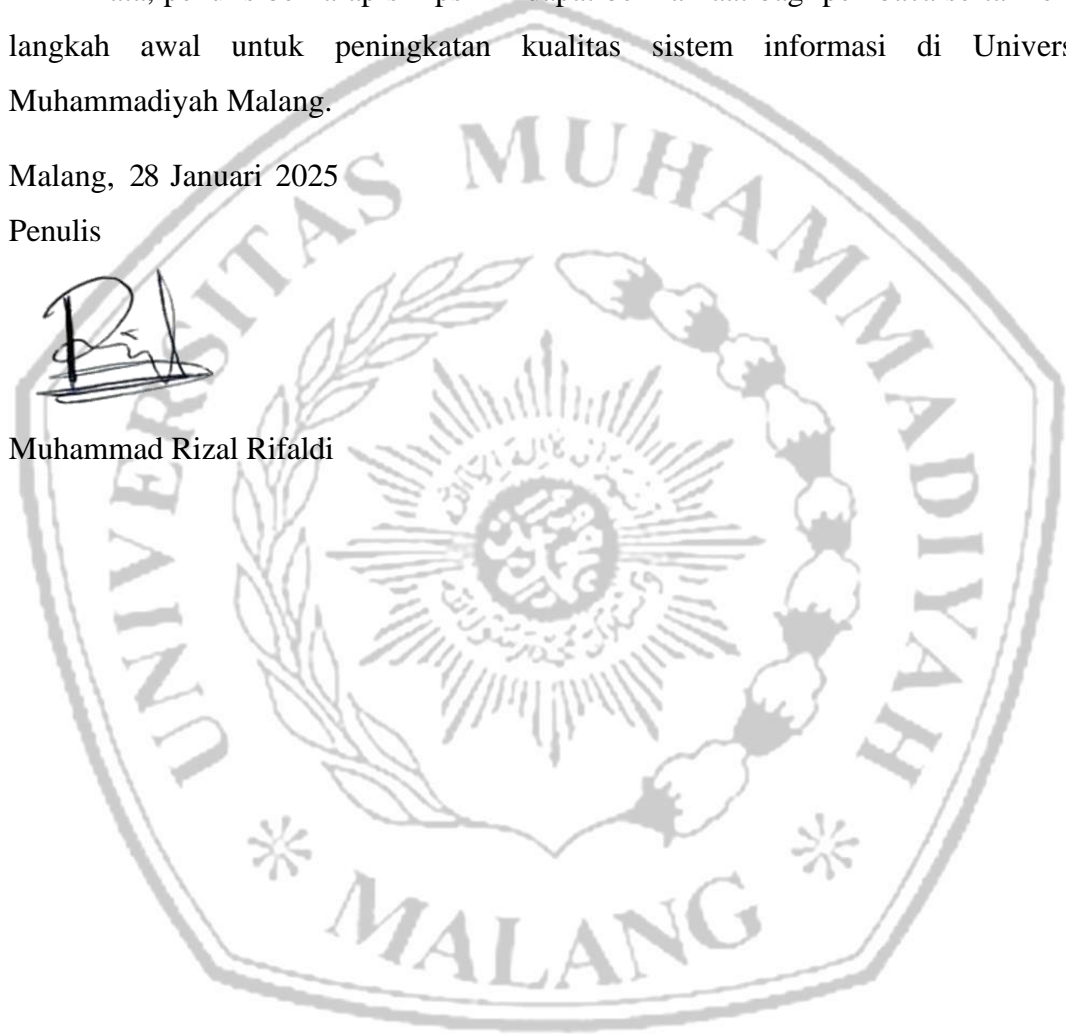 langkah awal untuk peningkatan kualitas sistem informasi di Univers
Muhammadiyah Malang.
Malang, 28 Januari 2025
Penulis
Muhammad Rizal Rifaldi
UNIVERSITAS MUHAMMADIYAH
MALANG